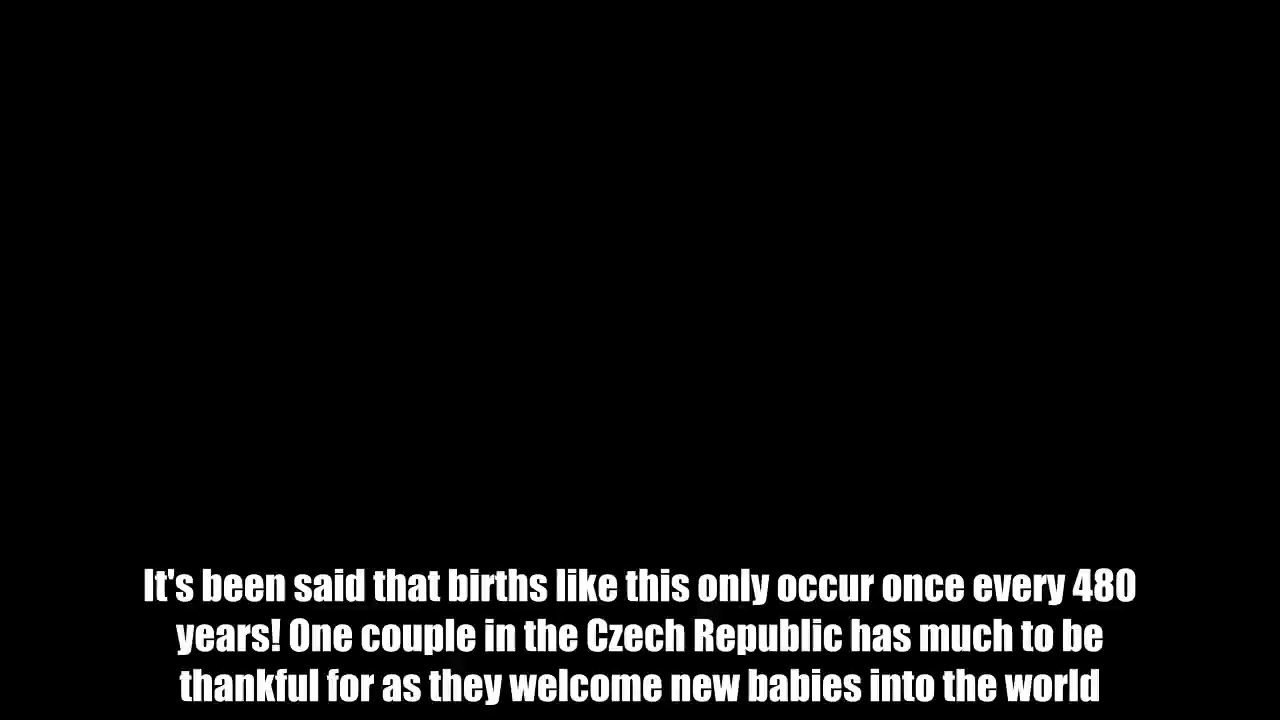 It's been said that births like this only occur once every 480
years! One couple in the Czech Republic has much to be
thankful for as they welcome new babies into the world